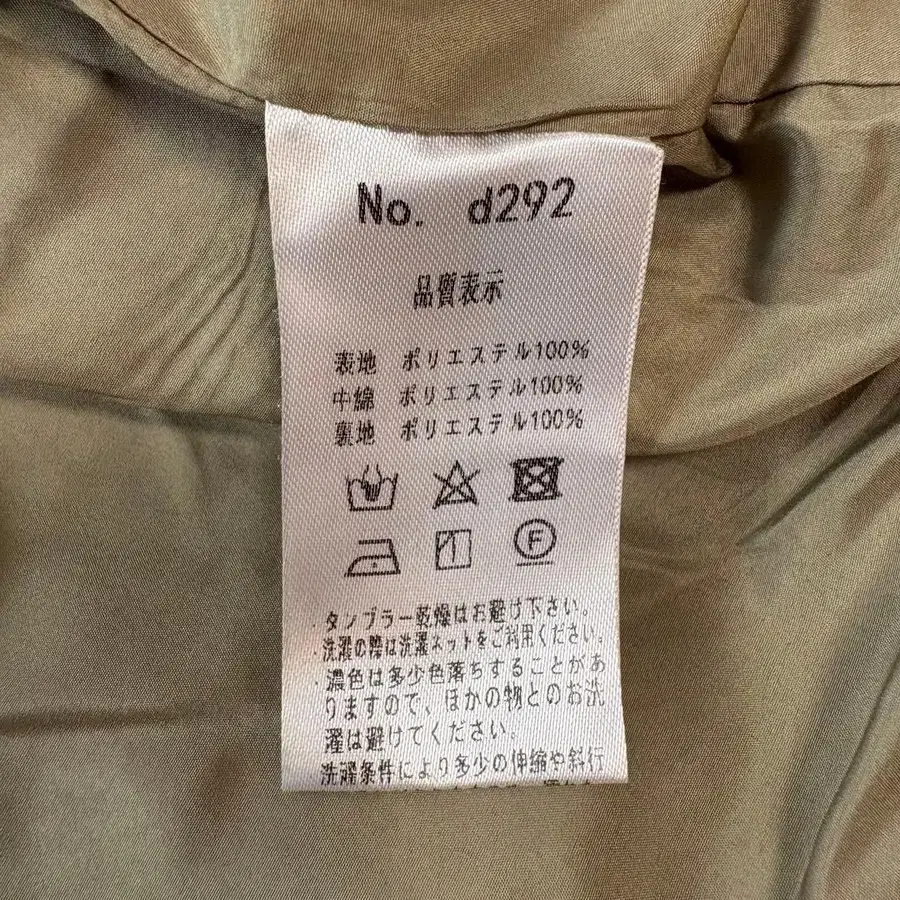 No. d292
品質表示
表地 ポリエステル100%
中綿 ポリエステル100%
裏地 ポリエステル100%
F
・タンブラー乾燥はお避け下さい。
・洗濯の際は洗濯ネットをご利用ください。
・濃色は多少色落ちすることがあ
りますので、ほかの物とのお洗
濯は避けてください。
洗濯条件により多少の伸縮や斜行